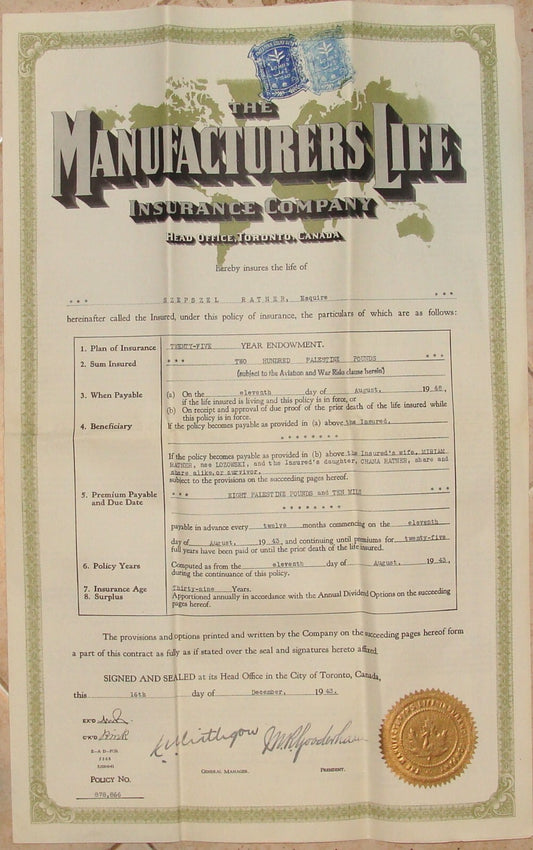 THE
MANUFACTURERS LIFE
INSURANCE COMPANY
HEAD OFFICE, TORONTO, CANADA
hereby insures the life of
* * * SZEPSZEL RATNER, Esquire * * *
hereinafter called the Insured, under this policy of insurance, the particulars of which are as follows:
1. Plan of Insurance TWENTY-FIVE YEAR ENDOWMENT.
2. Sum Insured * * * TWO HUNDRED PALESTINE POUNDS * * *
(subject to the Aviation and War Risks clause herein)
3. When Payable (a) On the eleventh day of August, 19
if the life insured is living and this policy is in force, or
(b) On receipt and approval of due proof of the prior death of the life insured while
this policy is in force.
4. Beneficiary If the policy becomes payable as provided in (a) above the Insured.
* * * * * * * *
If the policy becomes payable as provided in (b) above the Insured's wife, MIRIAM
RATNER, nee LOZOWSKI, and the Insured's daughter, CHANA RATNER, share and
share alike, or survivor.
subject to the provisions on the succeeding pages hereof.
5. Premium Payable and Due Date * * * EIGHT PALESTINE POUNDS and TEN MILS
* * * * * * * *
payable in advance every twelve months commencing on the eleventh
day of August, 1943, and continuing until premiums for twenty-five
full years have been paid or until the prior death of the life insured.
6. Policy Years Computed as from the eleventh day of August, 1943,
during the continuance of this policy.
7. Insurance Age Thirty-nine Years.
8. Surplus Apportioned annually in accordance with the Annual Dividend Options on the succeeding
pages hereof.
The provisions and options printed and written by the Company on the succeeding pages hereof form
a part of this contract as fully as if stated over the seal and signatures hereto affixed.
SIGNED AND SEALED at its Head Office in the City of Toronto, Canada,
this 16th day of December, 1943.
EX'D
CK'D
GENERAL MANAGER. PRESIDENT.
POLICY NO.
878,866